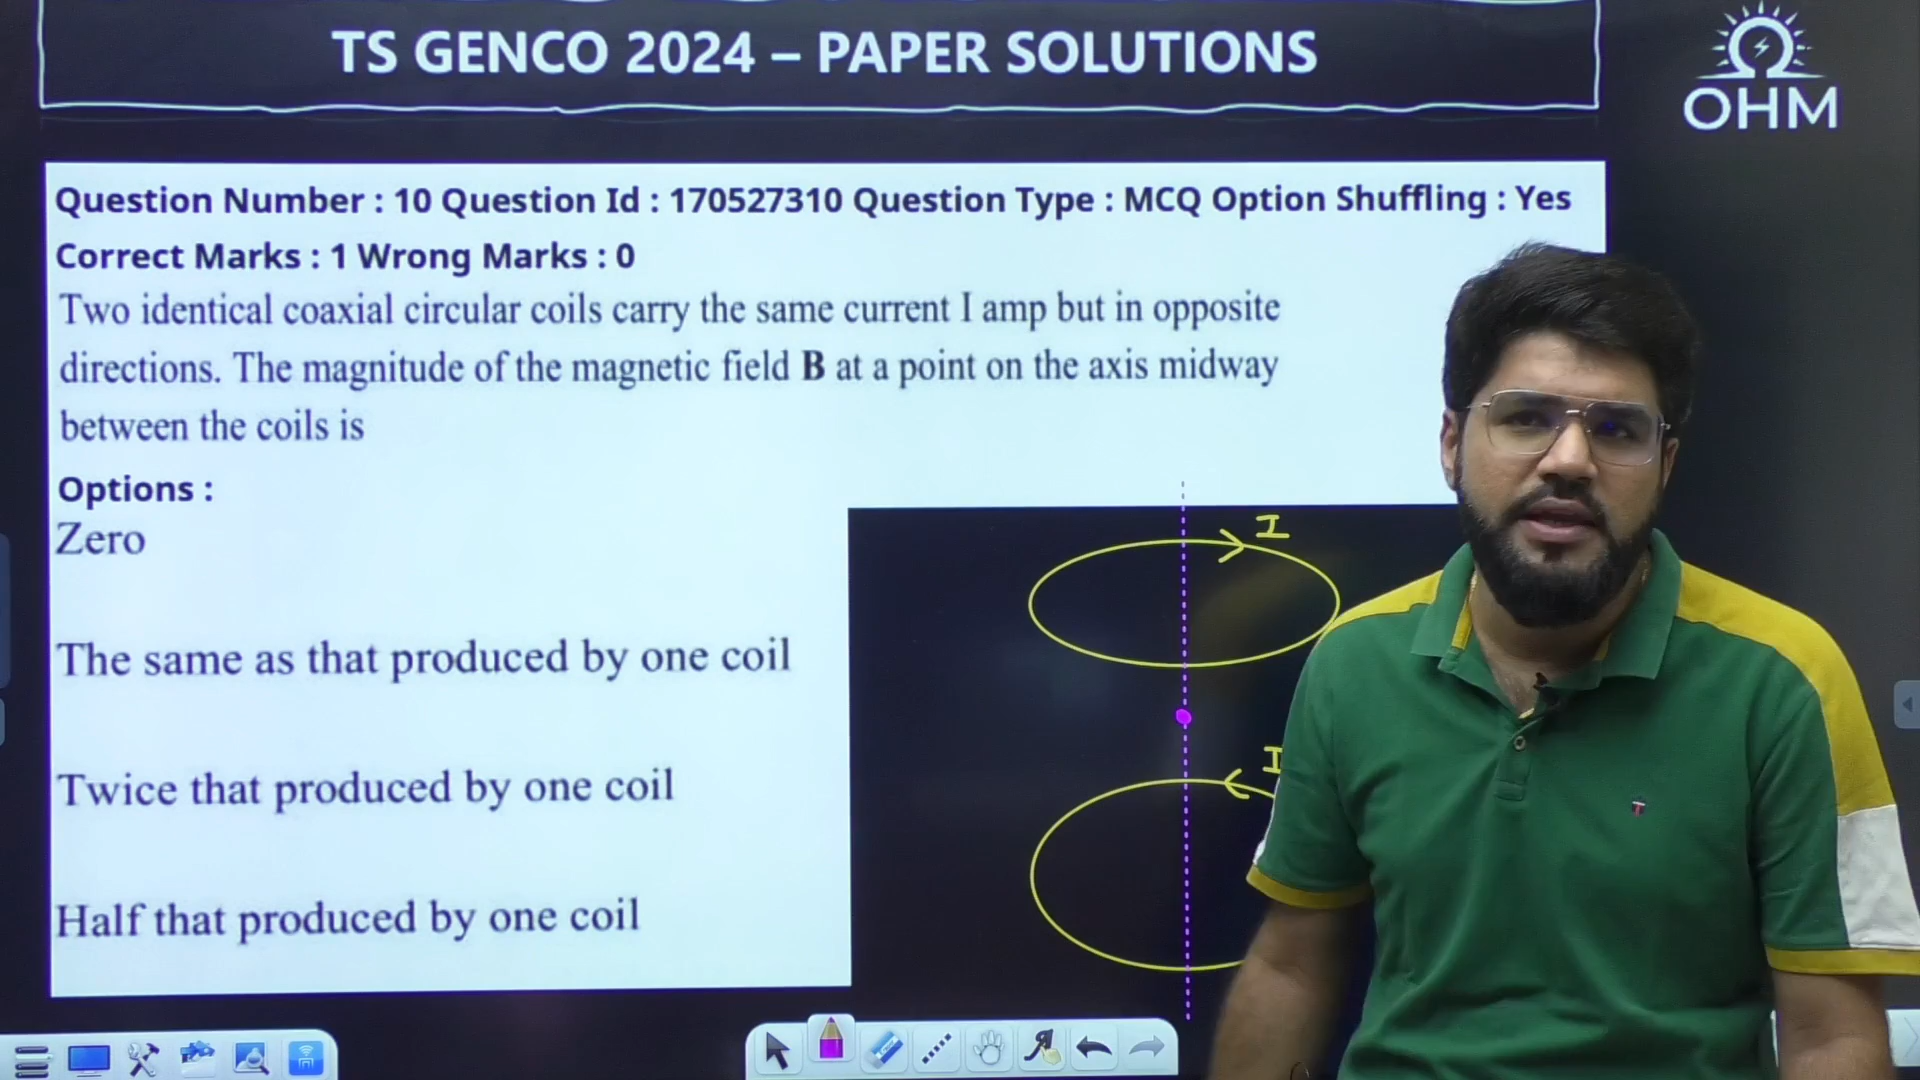 TS GENCO 2024 – PAPER SOLUTIONS
OHM
Question Number : 10 Question Id : 170527310 Question Type : MCQ Option Shuffling : Yes
Correct Marks : 1 Wrong Marks : 0
Two identical coaxial circular coils carry the same current I amp but in opposite
directions. The magnitude of the magnetic field B at a point on the axis midway
between the coils is
Options :
Zero
I
The same as that produced by one coil
I
Twice that produced by one coil
Half that produced by one coil